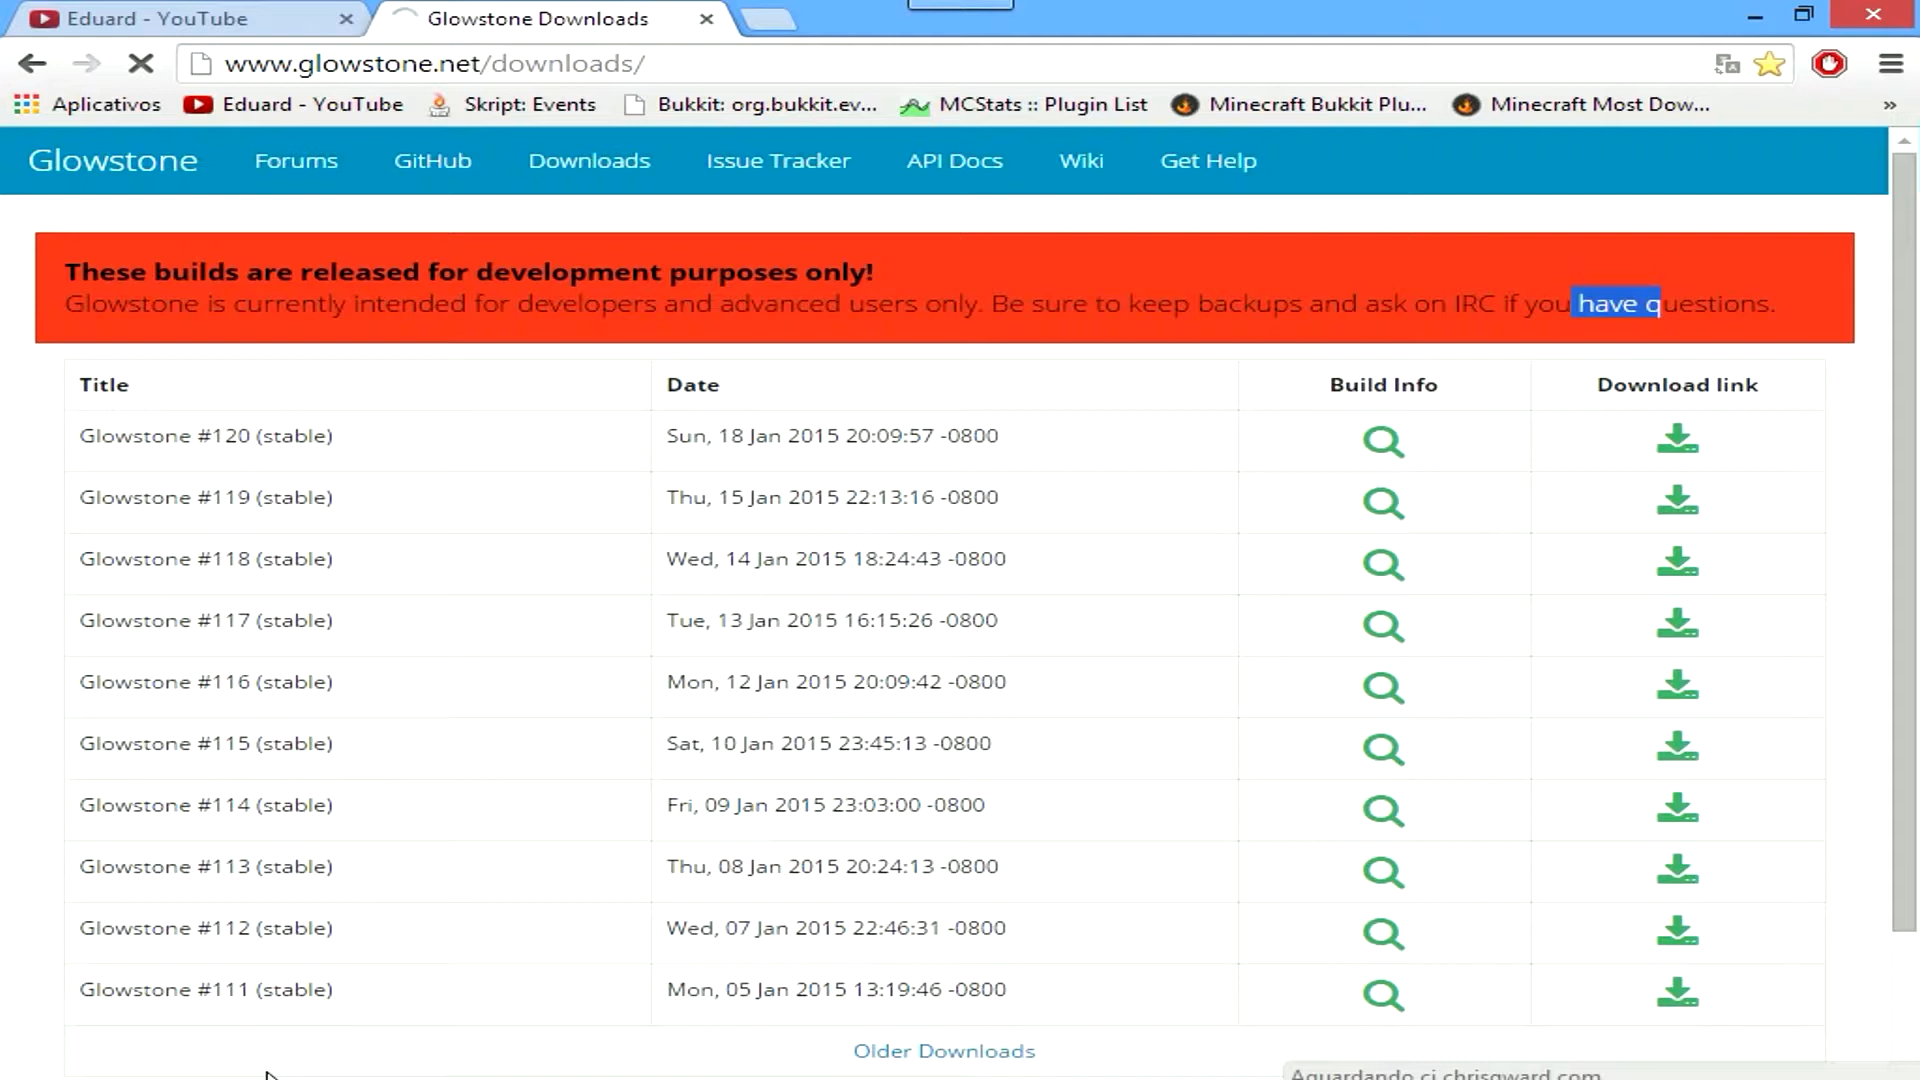 Eduard - YouTube
Glowstone Downloads
www.glowstone.net/downloads/
Aplicativos Eduard - YouTube Skript: Events Bukkit: org.bukkit.ev... MCStats :: Plugin List Minecraft Bukkit Plu... Minecraft Most Dow... »
Glowstone Forums GitHub Downloads Issue Tracker API Docs Wiki Get Help
These builds are released for development purposes only!
Glowstone is currently intended for developers and advanced users only. Be sure to keep backups and ask on IRC if you have questions.
Title Date Build Info Download link
Glowstone #120 (stable) Sun, 18 Jan 2015 20:09:57 -0800
Glowstone #119 (stable) Thu, 15 Jan 2015 22:13:16 -0800
Glowstone #118 (stable) Wed, 14 Jan 2015 18:24:43 -0800
Glowstone #117 (stable) Tue, 13 Jan 2015 16:15:26 -0800
Glowstone #116 (stable) Mon, 12 Jan 2015 20:09:42 -0800
Glowstone #115 (stable) Sat, 10 Jan 2015 23:45:13 -0800
Glowstone #114 (stable) Fri, 09 Jan 2015 23:03:00 -0800
Glowstone #113 (stable) Thu, 08 Jan 2015 20:24:13 -0800
Glowstone #112 (stable) Wed, 07 Jan 2015 22:46:31 -0800
Glowstone #111 (stable) Mon, 05 Jan 2015 13:19:46 -0800
Older Downloads
Aguardando ci.chrisgward.com